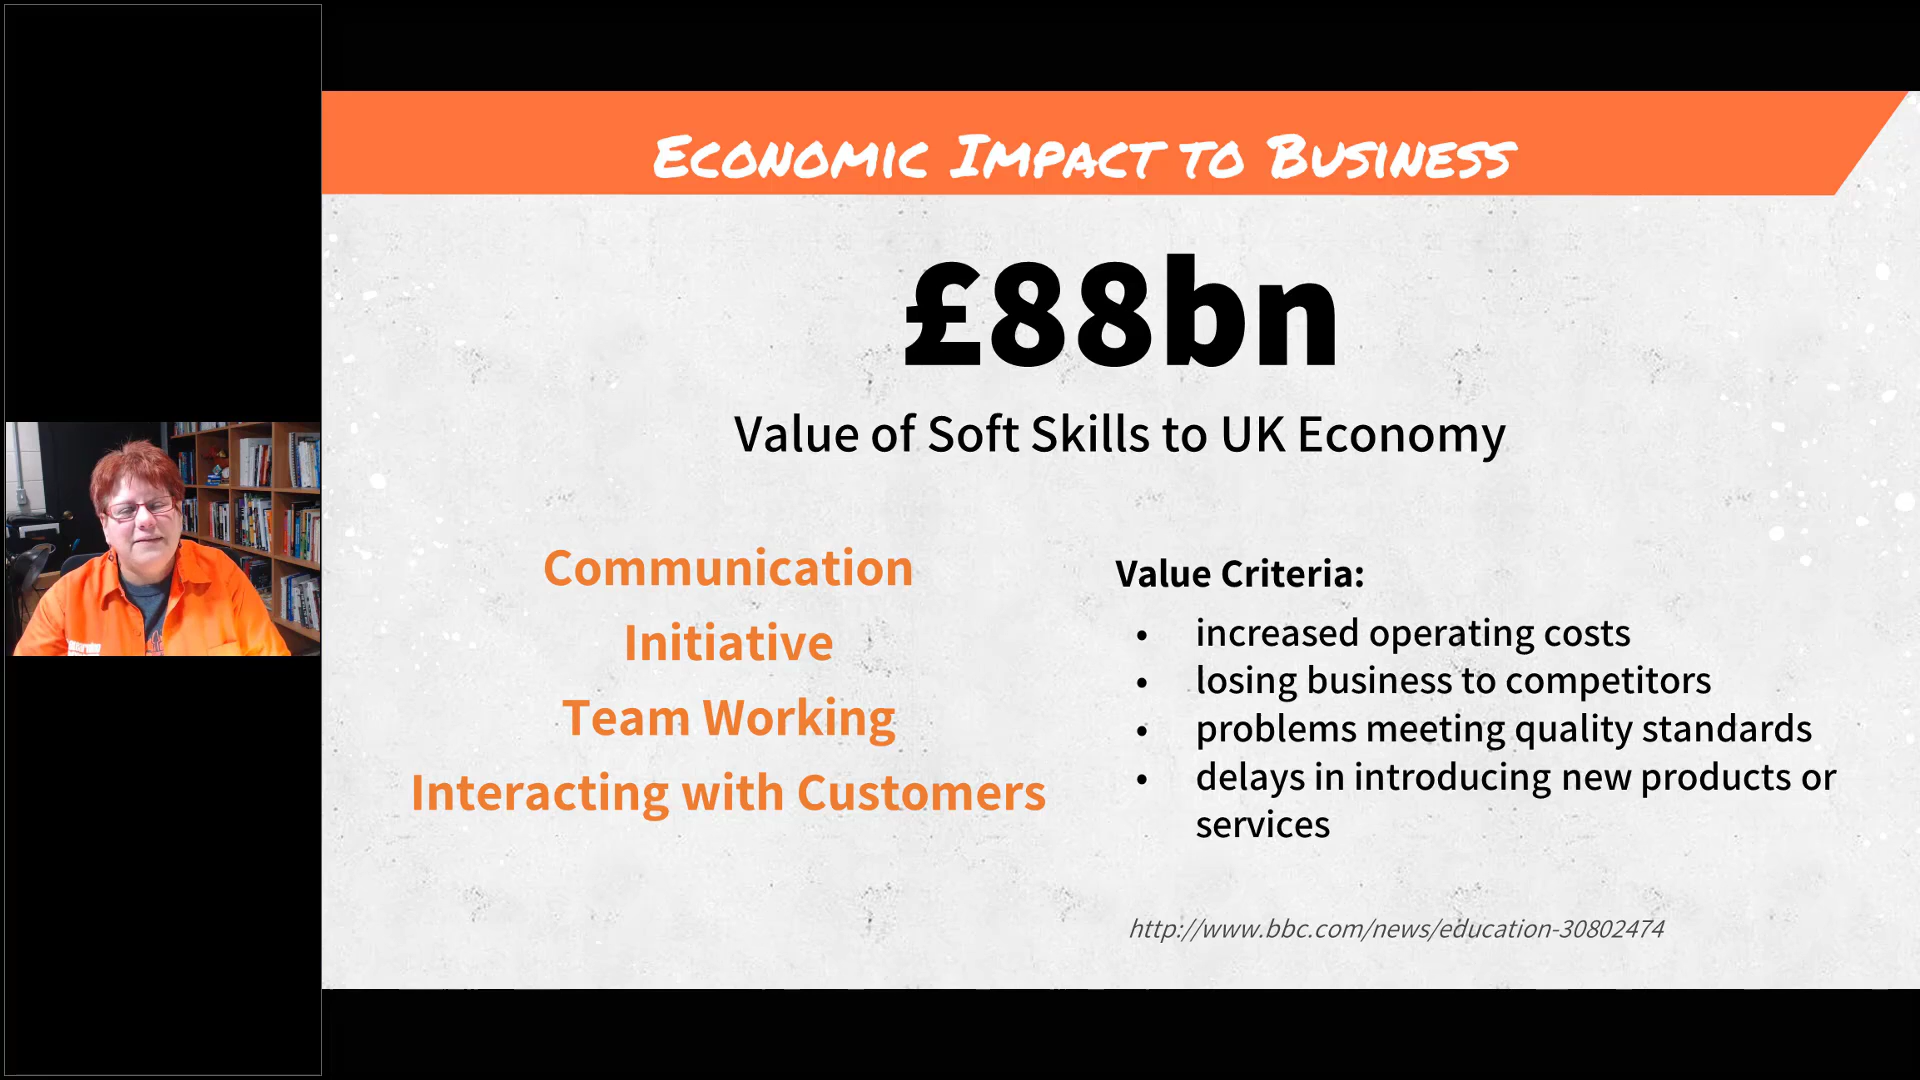 Economic Impact to Business
£88bn
Value of Soft Skills to UK Economy
Communication
Initiative
Team Working
Interacting with Customers
Value Criteria:
• increased operating costs
• losing business to competitors
• problems meeting quality standards
• delays in introducing new products or
services
http://www.bbc.com/news/education-30802474